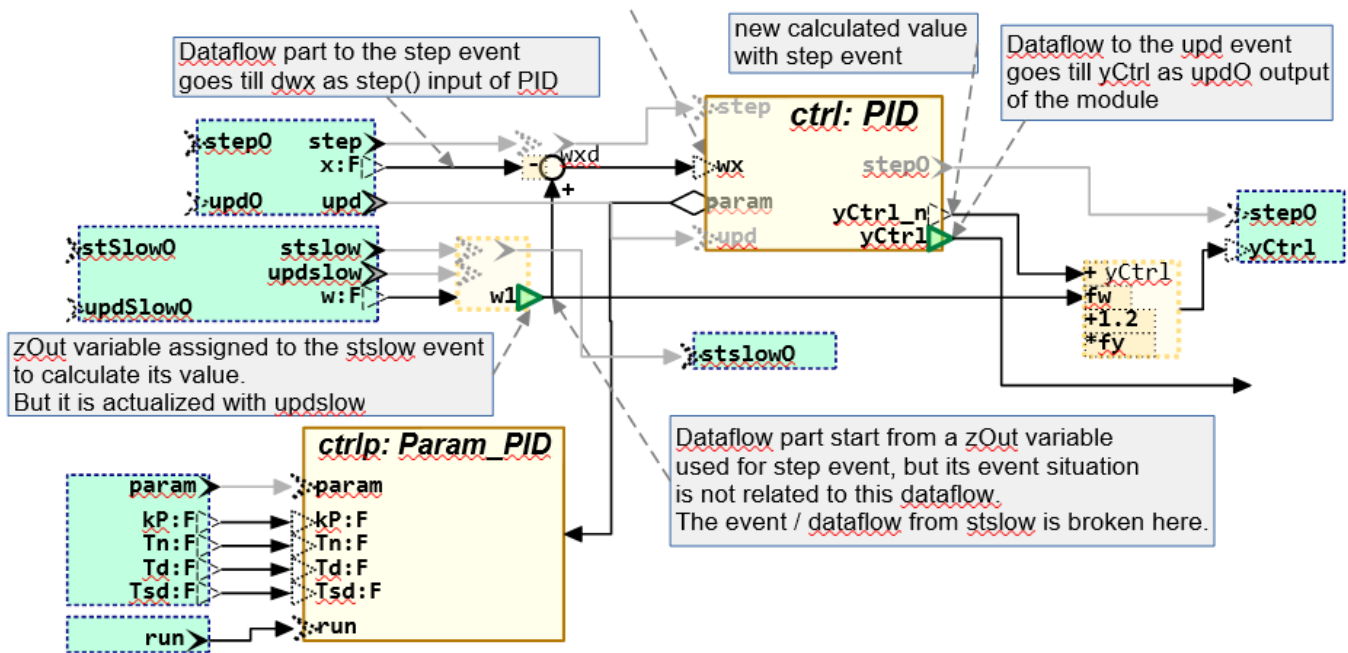 new calculated value
with step event
Dataflow part to the step event
goes till dwx as step() input of PID
Dataflow to the upd event
goes till yCtrl as updO output
of the module
step
ctrl: PID
stepO
step
x:F
-
wxd
+
wx
stepO
updO
upd
param
yCtrl_n
upd
yCtrl
stepO
yCtrl
stSlowO
stslow
updslow
w:F
updSlowO
w1
+ yCtrl
fw
+1.2
*fy
stslowO
zOut variable assigned to the stslow event
to calculate its value.
But it is actualized with updslow
Dataflow part start from a zOut variable
used for step event, but its event situation
is not related to this dataflow.
The event / dataflow from stslow is broken here.
ctrlp: Param_PID
param
param
kP:F
kP:F
Tn:F
Tn:F
Td:F
Td:F
Tsd:F
Tsd:F
run
run